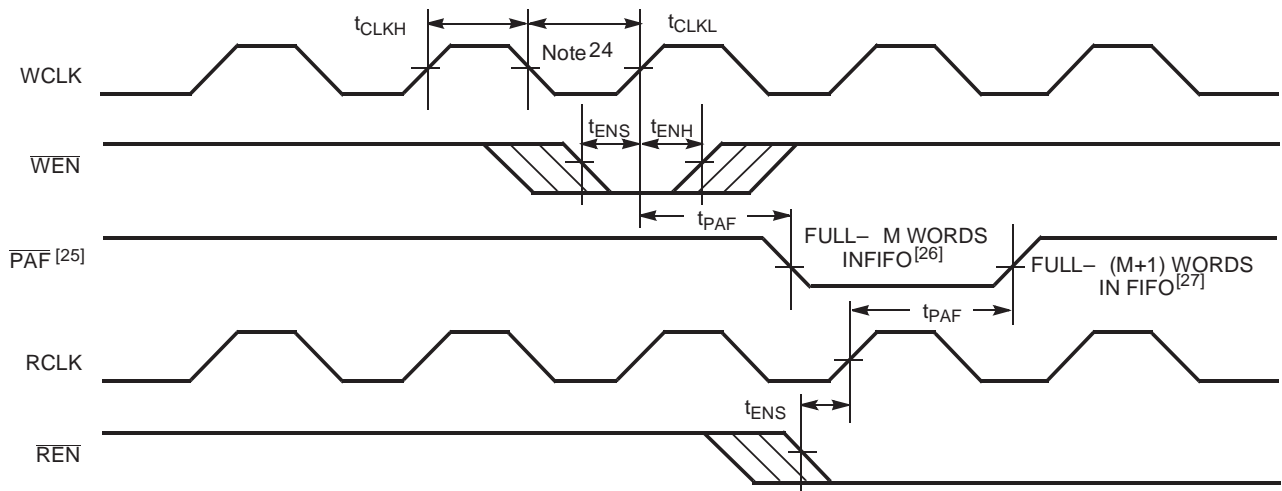 tCLKH
tCLKL
Note 24
WCLK
tENS
tENH
WEN
tPAF
PAF [25]
FULL– M WORDS
INFIFO[26]
FULL– (M+1) WORDS
IN FIFO[27]
tPAF
RCLK
tENS
REN